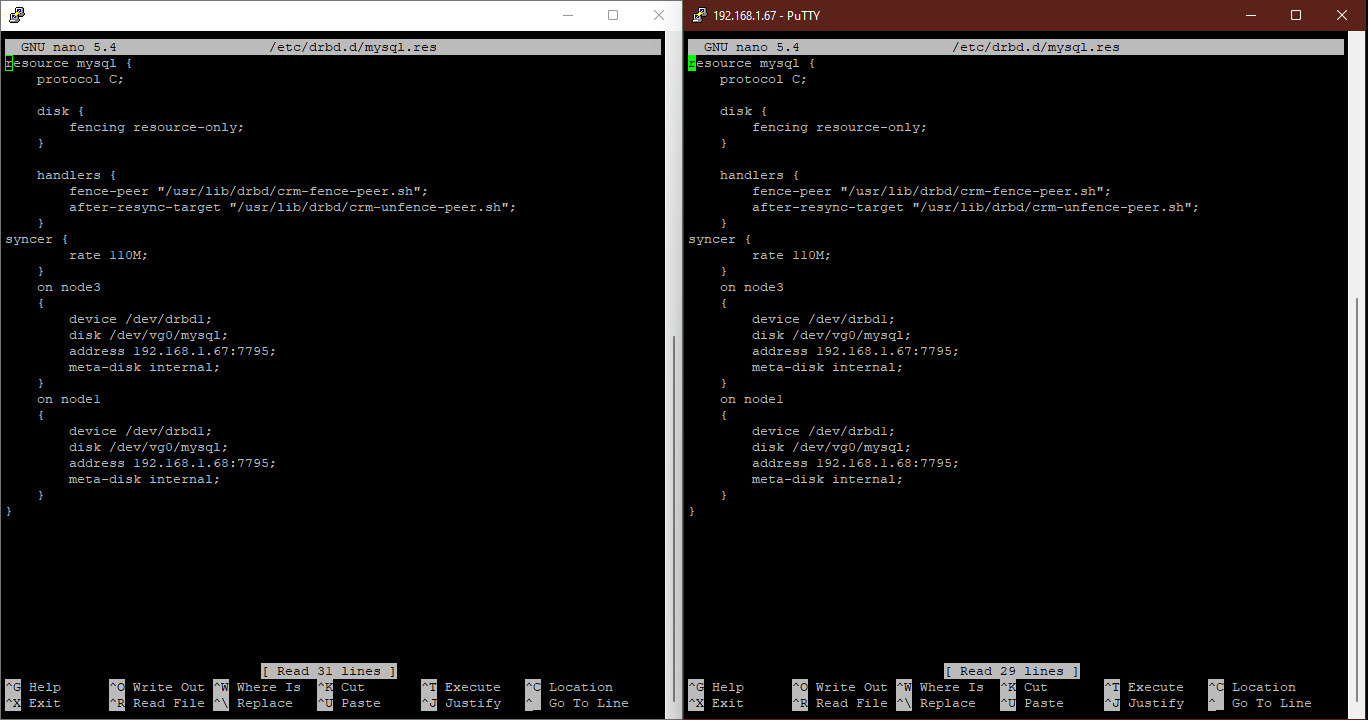 GNU nano 5.4 /etc/drbd.d/mysql.res
resource mysql {
protocol C;
disk {
fencing resource-only;
}
handlers {
fence-peer "/usr/lib/drbd/crm-fence-peer.sh";
after-resync-target "/usr/lib/drbd/crm-unfence-peer.sh";
}
syncer {
rate 110M;
}
on node3
{
device /dev/drbd1;
disk /dev/vg0/mysql;
address 192.168.1.67:7795;
meta-disk internal;
}
on node1
{
device /dev/drbd1;
disk /dev/vg0/mysql;
address 192.168.1.68:7795;
meta-disk internal;
}
}
[ Read 31 lines ]
^G Help ^O Write Out ^W Where Is ^K Cut ^T Execute ^C Location
^X Exit ^R Read File ^\ Replace ^U Paste ^J Justify ^_ Go To Line
192.168.1.67 - PuTTY
GNU nano 5.4 /etc/drbd.d/mysql.res
resource mysql {
protocol C;
disk {
fencing resource-only;
}
handlers {
fence-peer "/usr/lib/drbd/crm-fence-peer.sh";
after-resync-target "/usr/lib/drbd/crm-unfence-peer.sh";
}
syncer {
rate 110M;
}
on node3
{
device /dev/drbd1;
disk /dev/vg0/mysql;
address 192.168.1.67:7795;
meta-disk internal;
}
on node1
{
device /dev/drbd1;
disk /dev/vg0/mysql;
address 192.168.1.68:7795;
meta-disk internal;
}
}
[ Read 29 lines ]
^G Help ^O Write Out ^W Where Is ^K Cut ^T Execute ^C Location
^X Exit ^R Read File ^\ Replace ^U Paste ^J Justify ^_ Go To Line